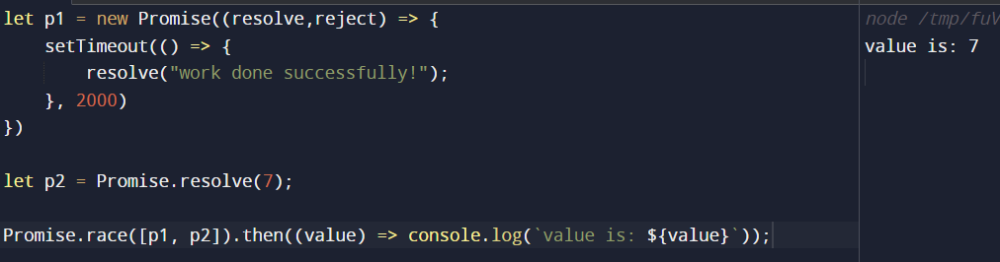 let p1 = new Promise((resolve,reject) => {
    setTimeout(() => {
        resolve("work done successfully!");
    }, 2000)
})
let p2 = Promise.resolve(7);
Promise.race([p1, p2]).then((value) => console.log(`value is: ${value}`));
node /tmp/fuV
value is: 7